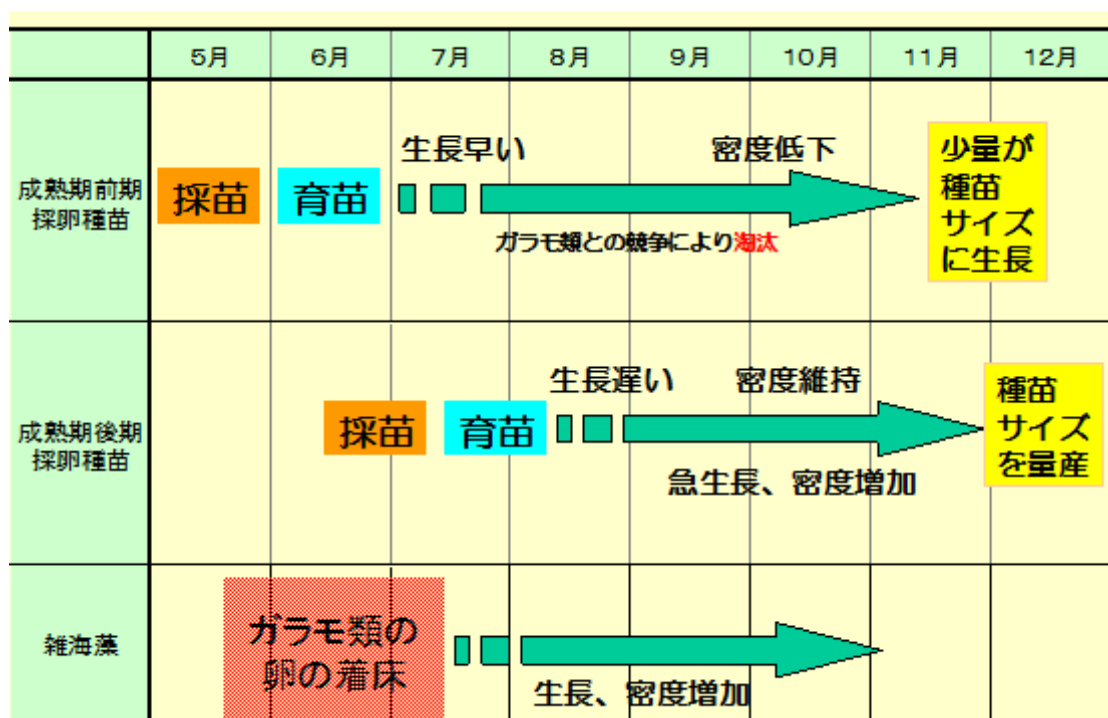 5月 6月 7月 8月 9月 10月 11月 12月
成熟期前期
採卵種苗
採苗
育苗
生長早い
密度低下
ガラモ類との競争により淘汰
少量が
種苗
サイズ
に生長
成熟期後期
採卵種苗
採苗
育苗
生長遅い
密度維持
急生長、密度増加
種苗
サイズ
を量産
雑海藻
ガラモ類の
卵の着床
生長、密度増加